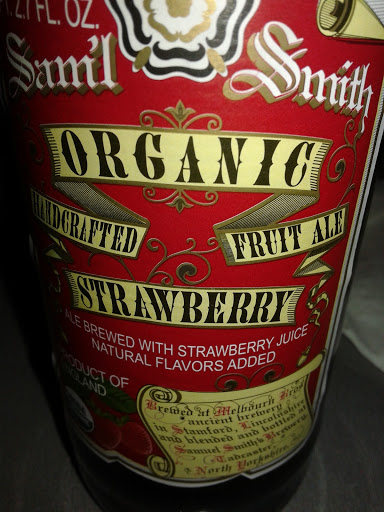 2.7 FL. OZ.
Sam'l Smith
ORGANIC
HANDCRAFTED FRUIT ALE
STRAWBERRY
ALE BREWED WITH STRAWBERRY JUICE
NATURAL FLAVORS ADDED
PRODUCT OF
Brewed at Melbourn Bros
ancient brewery
in Stamford, Lincolnshire
and blended and bottled at
Samuel Smith's
Tadcaster
North Yorkshire